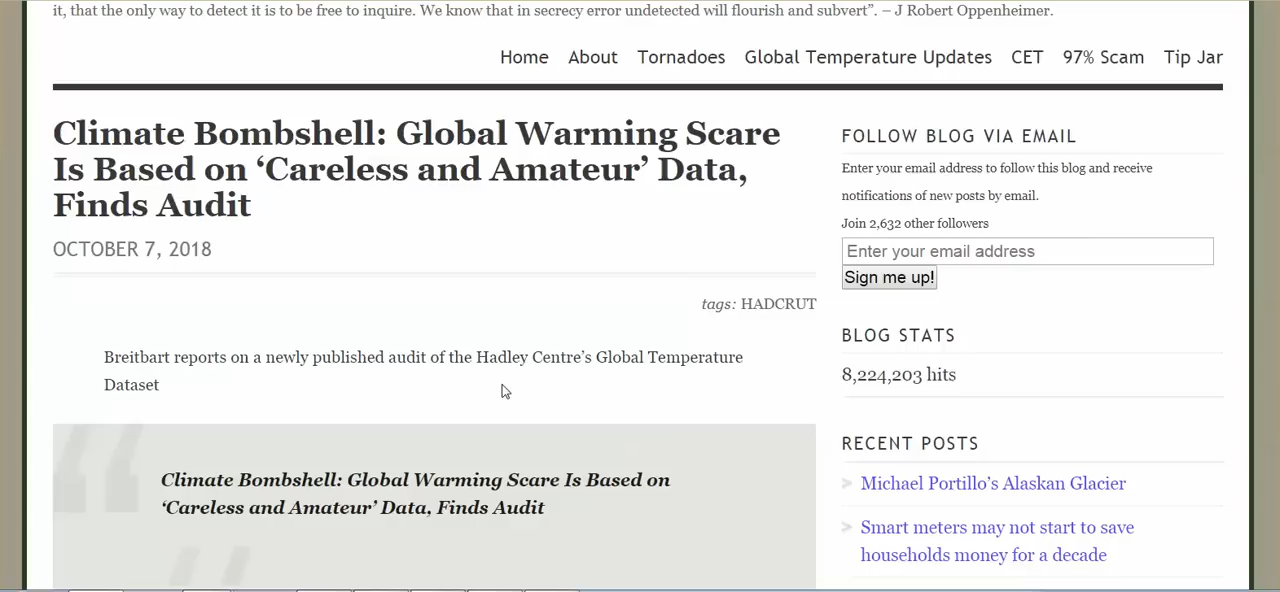 it, that the only way to detect it is to be free to inquire. We know that in secrecy error undetected will flourish and subvert”. – J Robert Oppenheimer.
Home About Tornadoes Global Temperature Updates CET 97% Scam Tip Jar
Climate Bombshell: Global Warming Scare
Is Based on ‘Careless and Amateur’ Data,
Finds Audit
OCTOBER 7, 2018
tags: HADCRUT
Breitbart reports on a newly published audit of the Hadley Centre’s Global Temperature
Dataset
Climate Bombshell: Global Warming Scare Is Based on
‘Careless and Amateur’ Data, Finds Audit
FOLLOW BLOG VIA EMAIL
Enter your email address to follow this blog and receive
notifications of new posts by email.
Join 2,632 other followers
Enter your email address
Sign me up!
BLOG STATS
8,224,203 hits
RECENT POSTS
Michael Portillo’s Alaskan Glacier
Smart meters may not start to save
households money for a decade